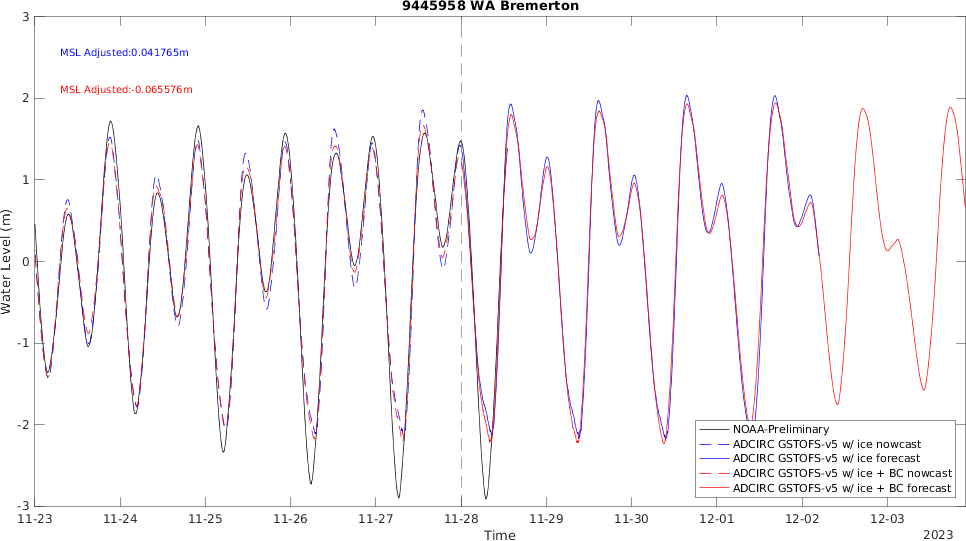 9445958 WA Bremerton
3
MSL Adjusted:0.041765m
MSL Adjusted:-0.065576m
2
1
0
-1
-2
-3
Water Level (m)
NOAA-Preliminary
ADCIRC GSTOFS-v5 w/ ice nowcast
ADCIRC GSTOFS-v5 w/ ice forecast
ADCIRC GSTOFS-v5 w/ ice + BC nowcast
ADCIRC GSTOFS-v5 w/ ice + BC forecast
11-23 11-24 11-25 11-26 11-27 11-28 11-29 11-30 12-01 12-02 12-03
Time
2023